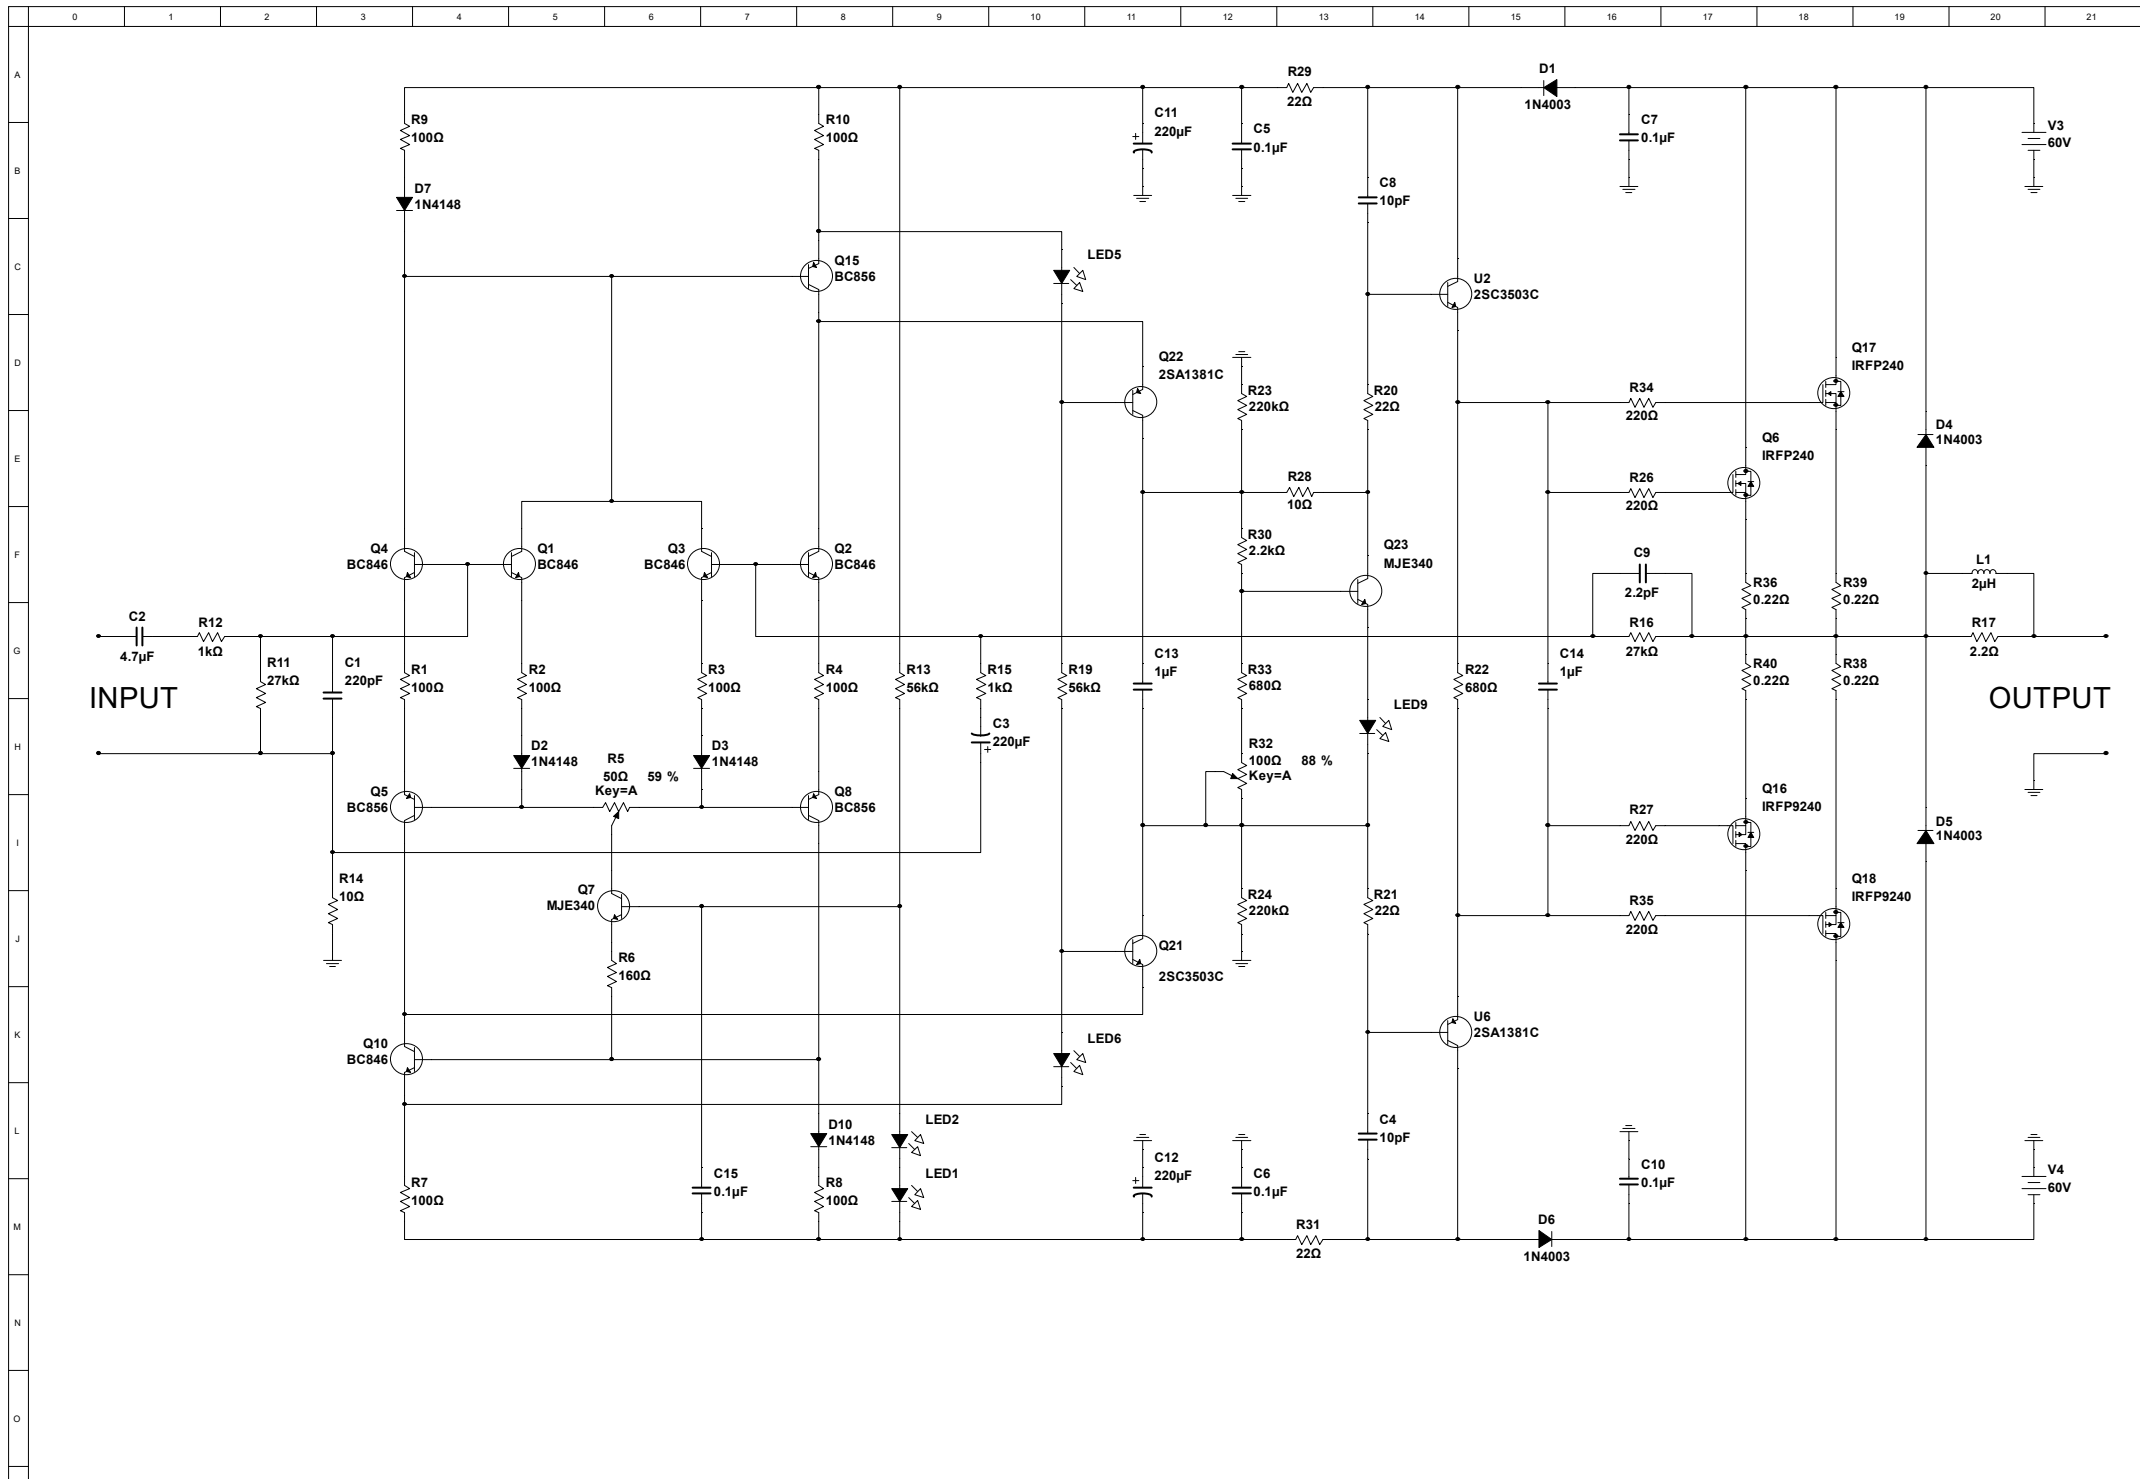 0 1 2 3 4 5 6 7 8 9 10 11 12 13 14 15 16 17 18 19 20 21
A
B
C
D
E
F
G
H
I
J
K
L
M
N
O
R29
22Ω
D1
1N4003
R9
100Ω
R10
100Ω
C11
220µF
+
C5
0.1µF
C7
0.1µF
V3
60V
D7
1N4148
C8
10pF
Q15
BC856
LED5
U2
2SC3503C
Q22
2SA1381C
R23
220kΩ
R20
22Ω
R34
220Ω
Q17
IRFP240
Q6
IRFP240
D4
1N4003
R28
10Ω
R26
220Ω
Q4
BC846
Q1
BC846
Q3
BC846
Q2
BC846
R30
2.2kΩ
Q23
MJE340
C9
2.2pF
R36
0.22Ω
R39
0.22Ω
L1
2µH
C2
4.7µF
R12
1kΩ
R11
27kΩ
C1
220pF
R1
100Ω
R2
100Ω
R3
100Ω
R4
100Ω
R13
56kΩ
R15
1kΩ
R19
56kΩ
C13
1µF
R33
680Ω
R22
680Ω
C14
1µF
R16
27kΩ
R40
0.22Ω
R38
0.22Ω
R17
2.2Ω
INPUT
OUTPUT
C3
220µF
+
LED9
D2
1N4148
R5
50Ω 59 %
Key=A
D3
1N4148
R32
100Ω 88 %
Key=A
Q5
BC856
Q8
BC856
R27
220Ω
Q16
IRFP9240
D5
1N4003
R14
10Ω
Q7
MJE340
R24
220kΩ
R21
22Ω
R35
220Ω
Q18
IRFP9240
R6
160Ω
Q21
2SC3503C
Q10
BC846
LED6
U6
2SA1381C
D10
1N4148
LED2
C4
10pF
R7
100Ω
C15
0.1µF
R8
100Ω
LED1
C12
220µF
+
C6
0.1µF
C10
0.1µF
V4
60V
R31
22Ω
D6
1N4003